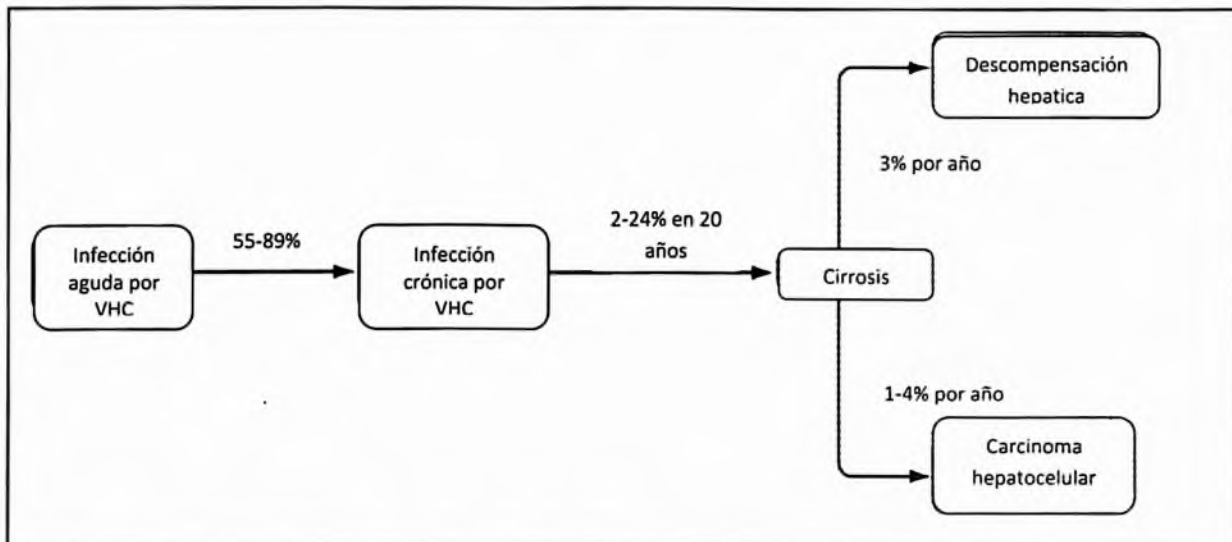 Infección
aguda por
VHC
55-89%
Infección
crónica por
VHC
2-24% en 20
años
Cirrosis
3% por año
Descompensación
hepatica
1-4% por año
Carcinoma
hepatocelular